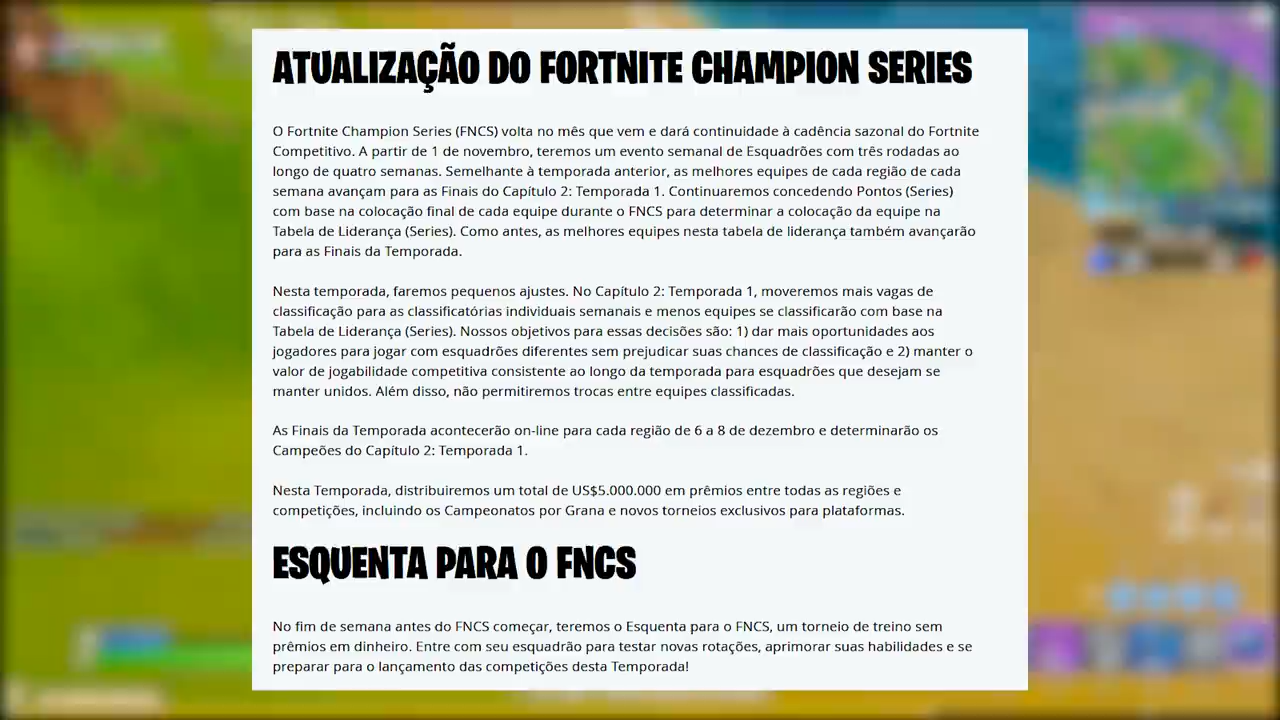 ATUALIZAÇÃO DO FORTNITE CHAMPION SERIES
O Fortnite Champion Series (FNCS) volta no mês que vem e dará continuidade à cadência sazonal do Fortnite
Competitivo. A partir de 1 de novembro, teremos um evento semanal de Esquadrões com três rodadas ao
longo de quatro semanas. Semelhante à temporada anterior, as melhores equipes de cada região de cada
semana avançam para as Finais do Capítulo 2: Temporada 1. Continuaremos concedendo Pontos (Series)
com base na colocação final de cada equipe durante o FNCS para determinar a colocação da equipe na
Tabela de Liderança (Series). Como antes, as melhores equipes nesta tabela de liderança também avançarão
para as Finais da Temporada.
Nesta temporada, faremos pequenos ajustes. No Capítulo 2: Temporada 1, moveremos mais vagas de
classificação para as classificatórias individuais semanais e menos equipes se classificarão com base na
Tabela de Liderança (Series). Nossos objetivos para essas decisões são: 1) dar mais oportunidades aos
jogadores para jogar com esquadrões diferentes sem prejudicar suas chances de classificação e 2) manter o
valor de jogabilidade competitiva consistente ao longo da temporada para esquadrões que desejam se
manter unidos. Além disso, não permitiremos trocas entre equipes classificadas.
As Finais da Temporada acontecerão on-line para cada região de 6 a 8 de dezembro e determinarão os
Campeões do Capítulo 2: Temporada 1.
Nesta Temporada, distribuiremos um total de US$5.000.000 em prêmios entre todas as regiões e
competições, incluindo os Campeonatos por Grana e novos torneios exclusivos para plataformas.
ESQUENTA PARA O FNCS
No fim de semana antes do FNCS começar, teremos o Esquenta para o FNCS, um torneio de treino sem
prêmios em dinheiro. Entre com seu esquadrão para testar novas rotações, aprimorar suas habilidades e se
preparar para o lançamento das competições desta Temporada!